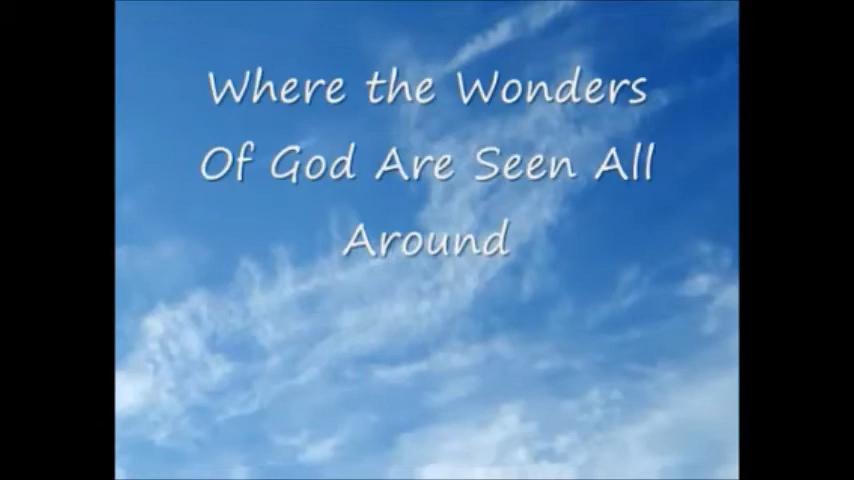 Where the Wonders
Of God Are Seen All
Around